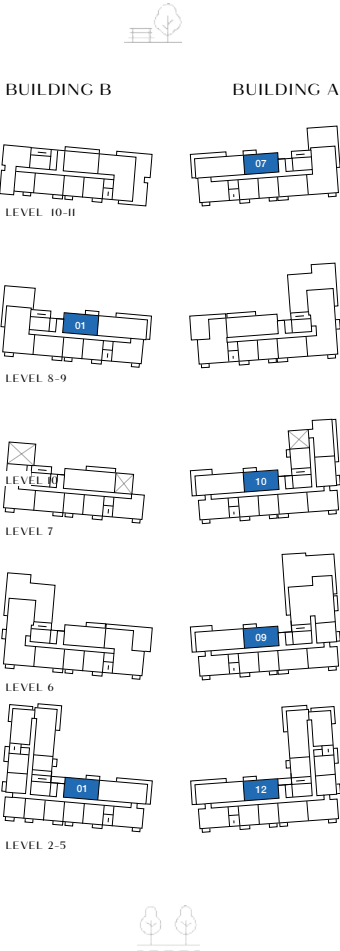 BUILDING B
BUILDING A
07
LEVEL 10-11
01
LEVEL 8-9
LEVEL 10
10
LEVEL 7
09
LEVEL 6
01
12
LEVEL 2-5